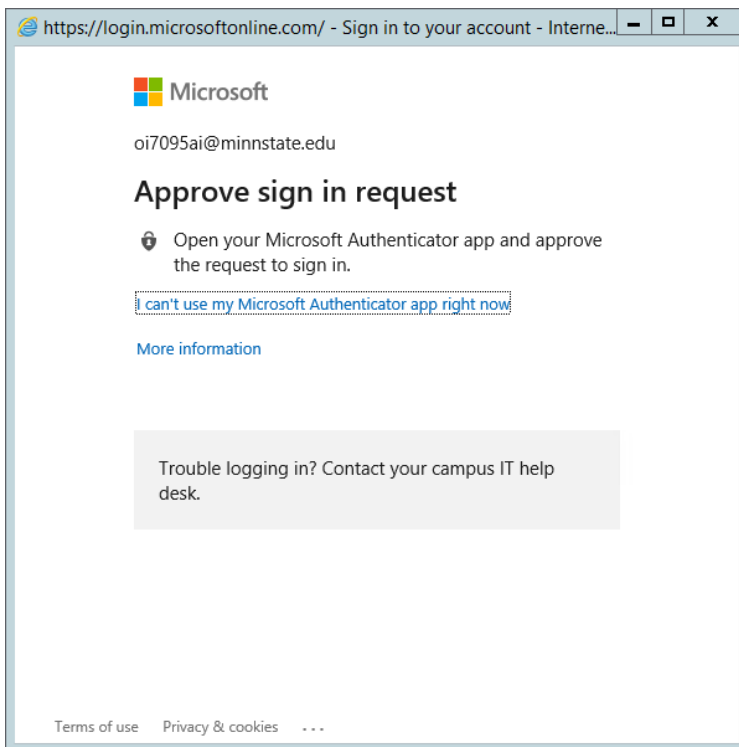 https://login.microsoftonline.com/ - Sign in to your account - Interne...
Microsoft
oi7095ai@minnstate.edu
Approve sign in request
Open your Microsoft Authenticator app and approve
the request to sign in.
I can't use my Microsoft Authenticator app right now
More information
Trouble logging in? Contact your campus IT help
desk.
Terms of use Privacy & cookies ...